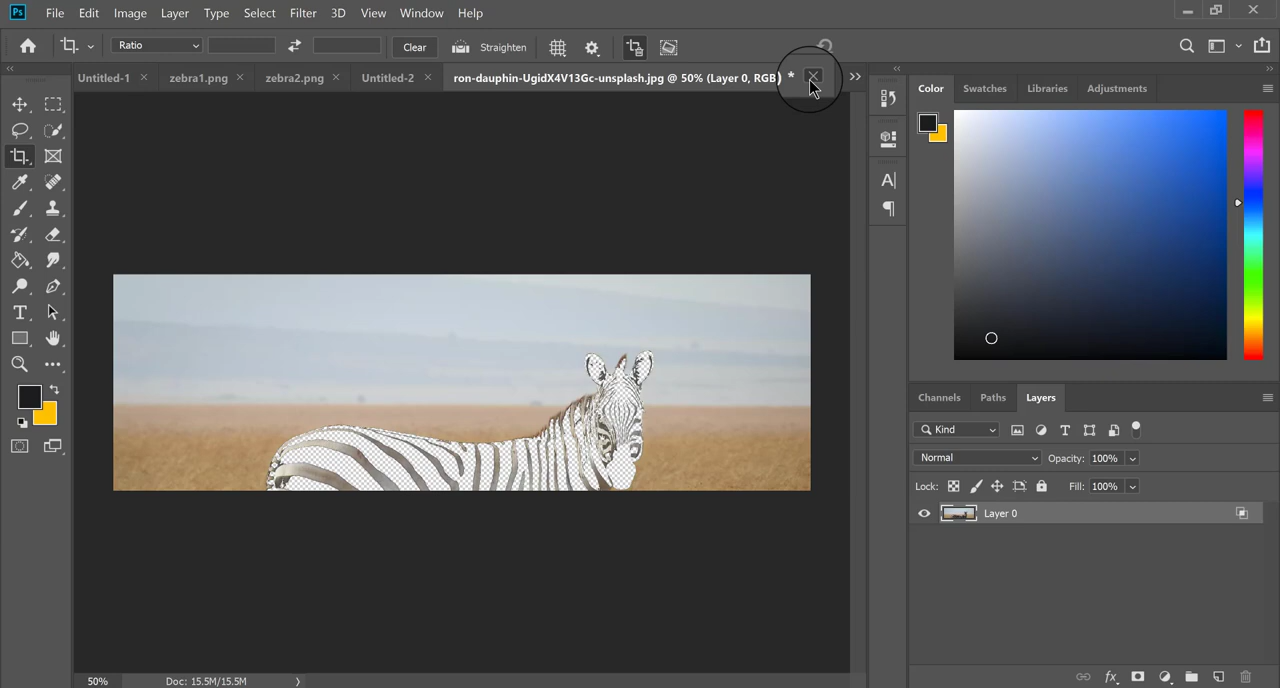 Ps File Edit Image Layer Type Select Filter 3D View Window Help
Ratio Clear Straighten
Untitled-1 zebra1.png zebra2.png Untitled-2 ron-dauphin-UgidX4V13Gc-unsplash.jpg @ 50% (Layer 0, RGB) *
Color Swatches Libraries Adjustments
Channels Paths Layers
Kind
Normal Opacity: 100%
Lock: Fill: 100%
Layer 0
50% Doc: 15.5M/15.5M